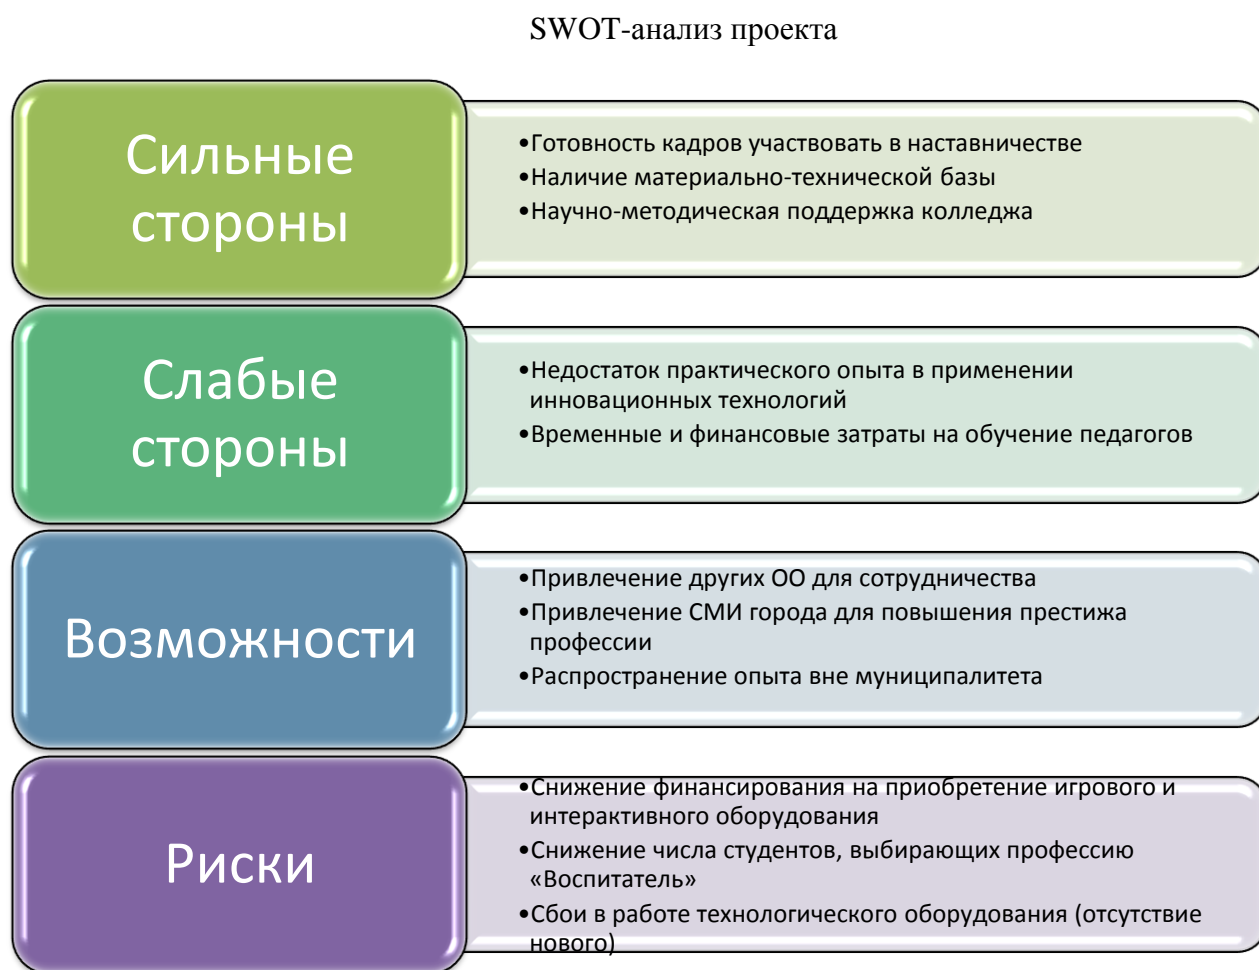 SWOT-анализ проекта
Сильные
стороны
•Готовность кадров участвовать в наставничестве
•Наличие материально-технической базы
•Научно-методическая поддержка колледжа
Слабые
стороны
•Недостаток практического опыта в применении
инновационных технологий
•Временные и финансовые затраты на обучение педагогов
Возможности
•Привлечение других ОО для сотрудничества
•Привлечение СМИ города для повышения престижа
профессии
•Распространение опыта вне муниципалитета
Риски
•Снижение финансирования на приобретение игрового и
интерактивного оборудования
•Снижение числа студентов, выбирающих профессию
«Воспитатель»
•Сбои в работе технологического оборудования (отсутствие
нового)